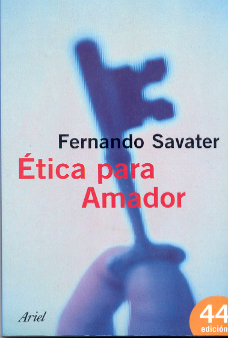 Fernando Savater
Ética para
Amador
Ariel
44
edición